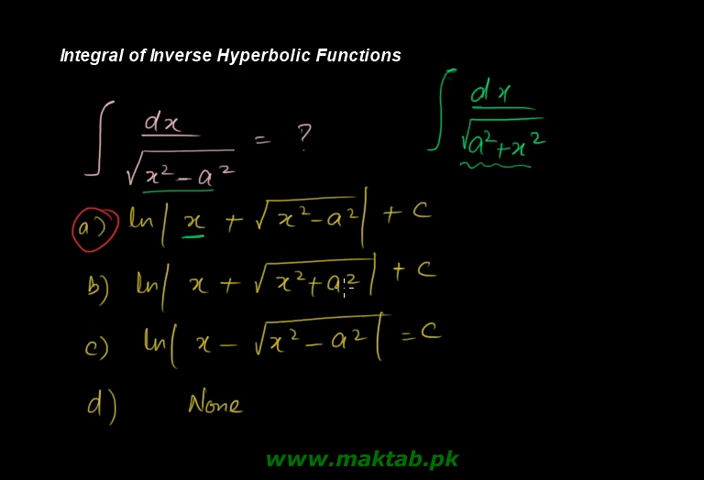 Integral of Inverse Hyperbolic Functions
∫ dx / √(x² − a²) = ?
∫ dx / √(a² + x²)
a) ln| x + √(x² − a²) | + C
b) ln| x + √(x² + a²) | + C
c) ln| x − √(x² − a²) | = C
d) None
www.maktab.pk